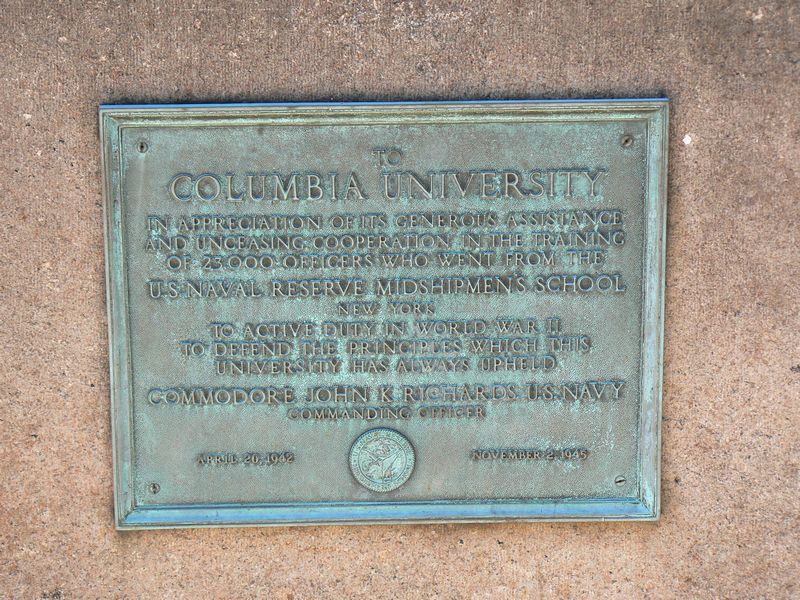 TO
COLUMBIA UNIVERSITY
IN APPRECIATION OF ITS GENEROUS ASSISTANCE
AND UNCEASING COOPERATION IN THE TRAINING
OF 23,000 OFFICERS WHO WENT FROM THE
U.S. NAVAL RESERVE MIDSHIPMEN'S SCHOOL
NEW YORK
TO ACTIVE DUTY IN WORLD WAR II
TO DEFEND THE PRINCIPLES WHICH THIS
UNIVERSITY HAS ALWAYS UPHELD
COMMODORE JOHN K RICHARDS U.S. NAVY
COMMANDING OFFICER
APRIL 20, 1942
NOVEMBER 2, 1945